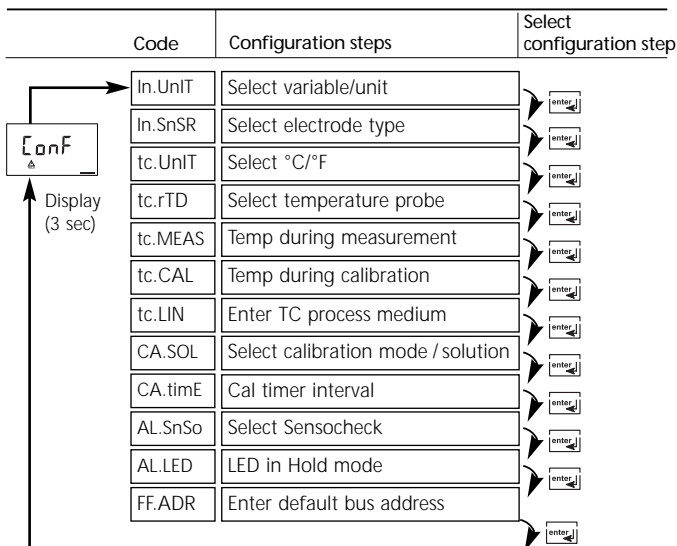 Select
Code Configuration steps configuration step
In.UnIT Select variable/unit enter
In.SnSR Select electrode type enter
ConF
tc.UnIT Select °C/°F enter
Display
tc.rTD Select temperature probe enter
(3 sec)
tc.MEAS Temp during measurement enter
tc.CAL Temp during calibration enter
tc.LIN Enter TC process medium enter
CA.SOL Select calibration mode / solution enter
CA.timE Cal timer interval enter
AL.SnSo Select Sensocheck enter
AL.LED LED in Hold mode enter
FF.ADR Enter default bus address
enter